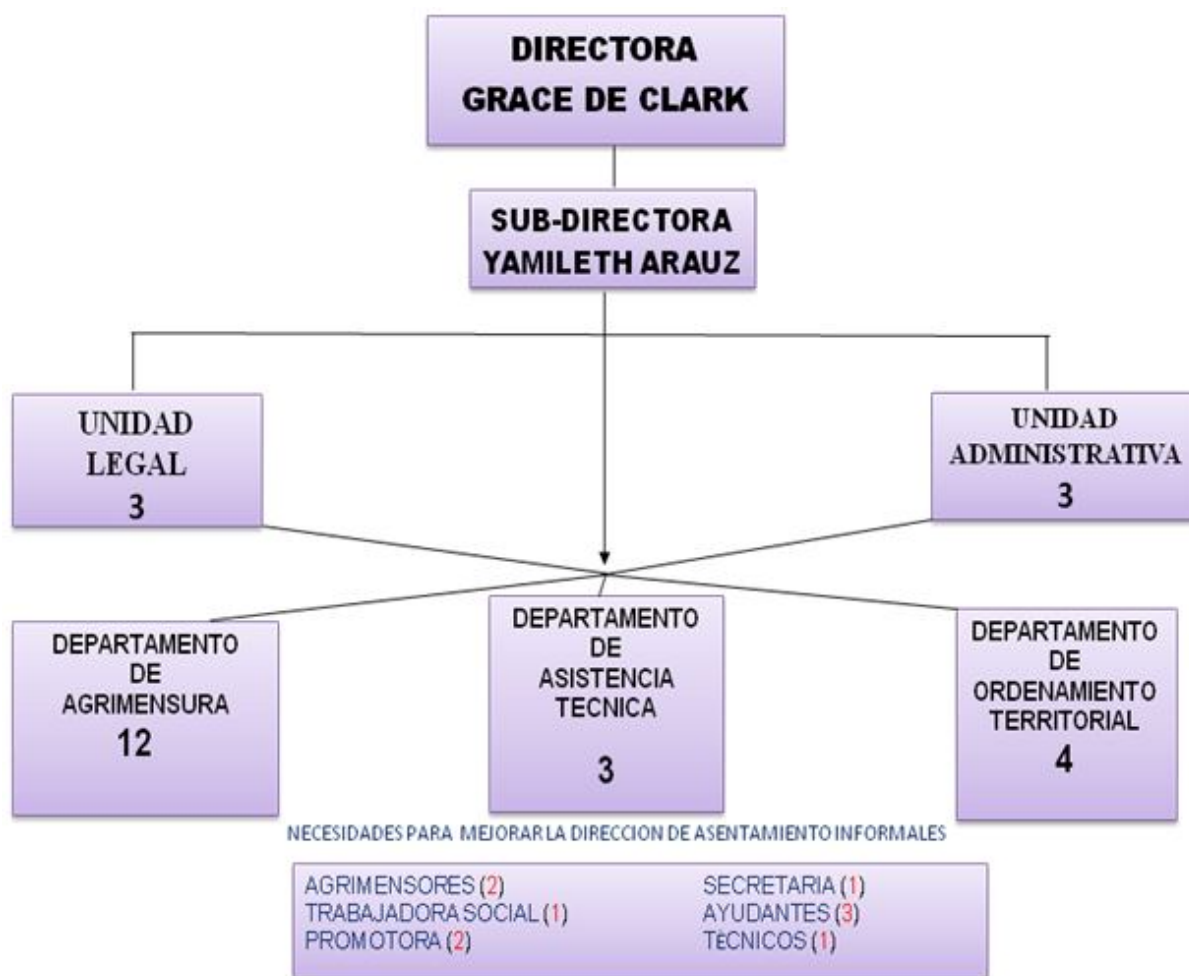 DIRECTORA
GRACE DE CLARK
SUB-DIRECTORA
YAMILETH ARAUZ
UNIDAD
LEGAL
3
UNIDAD
ADMINISTRATIVA
3
DEPARTAMENTO
DE
AGRIMENSURA
12
DEPARTAMENTO
DE
ASISTENCIA
TECNICA
3
DEPARTAMENTO
DE
ORDENAMIENTO
TERRITORIAL
4
NECESIDADES PARA MEJORAR LA DIRECCION DE ASENTAMIENTO INFORMALES
AGRIMENSORES (2)
TRABAJADORA SOCIAL (1)
PROMOTORA (2)
SECRETARIA (1)
AYUDANTES (3)
TÈCNICOS (1)